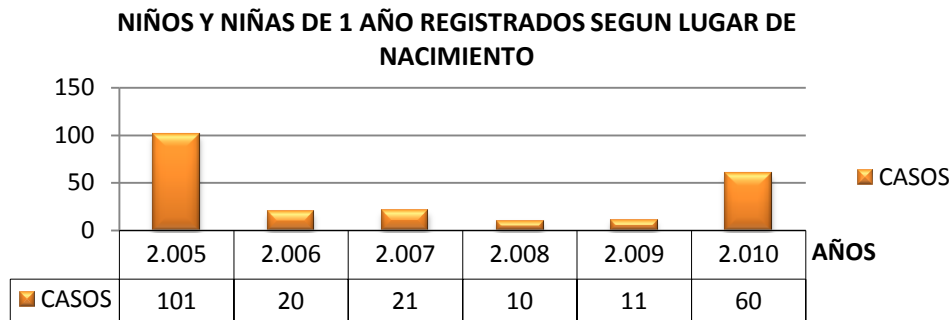 NIÑOS Y NIÑAS DE 1 AÑO REGISTRADOS SEGUN LUGAR DE
NACIMIENTO
150
100
50
0
CASOS
2.005 2.006 2.007 2.008 2.009 2.010 AÑOS
CASOS 101 20 21 10 11 60